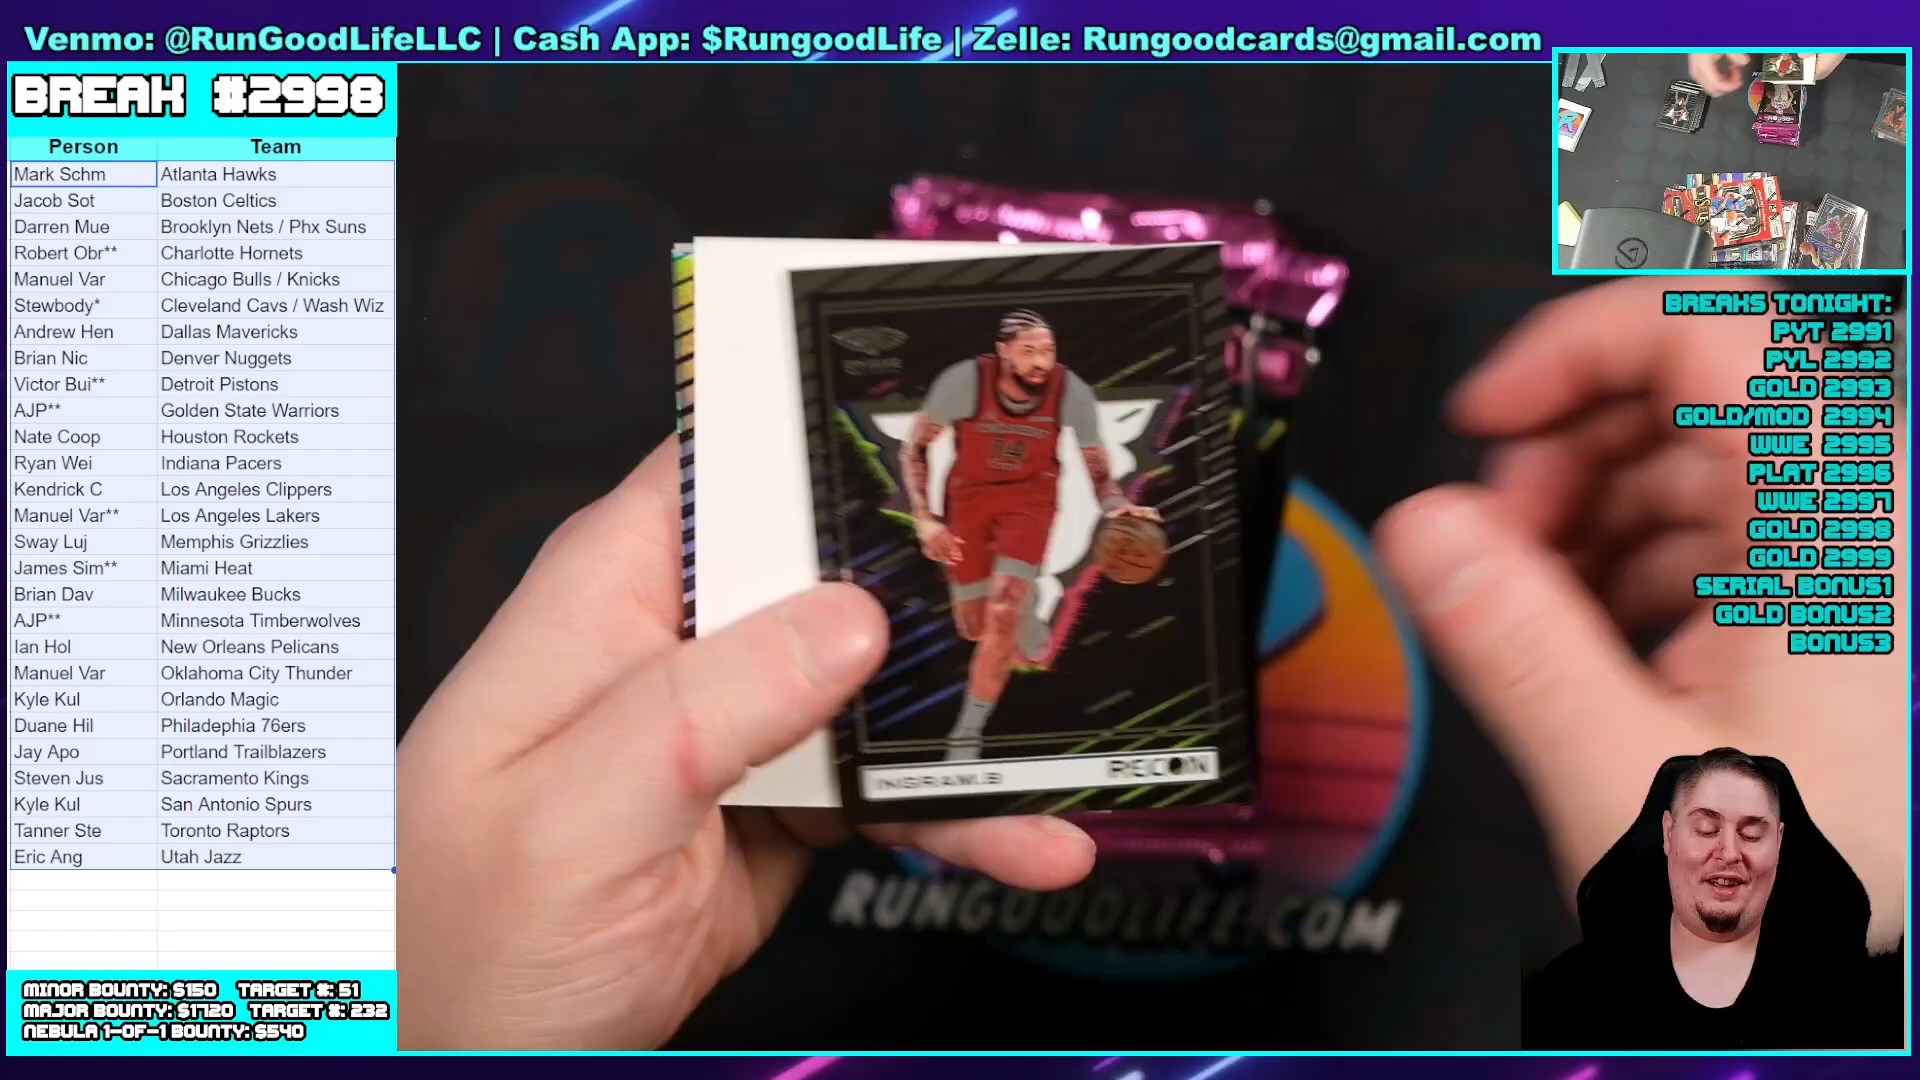 Venmo: @RunGoodLifeLLC | Cash App: $RungoodLife | Zelle: Rungoodcards@gmail.com
BREAK #2998
Person Team
Mark Schm Atlanta Hawks
Jacob Sot Boston Celtics
Darren Mue Brooklyn Nets / Phx Suns
Robert Obr** Charlotte Hornets
Manuel Var Chicago Bulls / Knicks
Stewbody* Cleveland Cavs / Wash Wiz
Andrew Hen Dallas Mavericks
Brian Nic Denver Nuggets
Victor Bui** Detroit Pistons
AJP** Golden State Warriors
Nate Coop Houston Rockets
Ryan Wei Indiana Pacers
Kendrick C Los Angeles Clippers
Manuel Var** Los Angeles Lakers
Sway Luj Memphis Grizzlies
James Sim** Miami Heat
Brian Dav Milwaukee Bucks
AJP** Minnesota Timberwolves
Ian Hol New Orleans Pelicans
Manuel Var Oklahoma City Thunder
Kyle Kul Orlando Magic
Duane Hil Philadephia 76ers
Jay Apo Portland Trailblazers
Steven Jus Sacramento Kings
Kyle Kul San Antonio Spurs
Tanner Ste Toronto Raptors
Eric Ang Utah Jazz
MINOR BOUNTY: $150 TARGET #: 51
MAJOR BOUNTY: $1720 TARGET #: 232
NEBULA 1-OF-1 BOUNTY: $540
14
INGRAM.B RECON
RUNGOODLIFE.COM
BREAKS TONIGHT:
PYT 2991
PYL 2992
GOLD 2993
GOLD/MOD 2994
WWE 2995
PLAT 2996
WWE 2997
GOLD 2998
GOLD 2999
SERIAL BONUS1
GOLD BONUS2
BONUS3